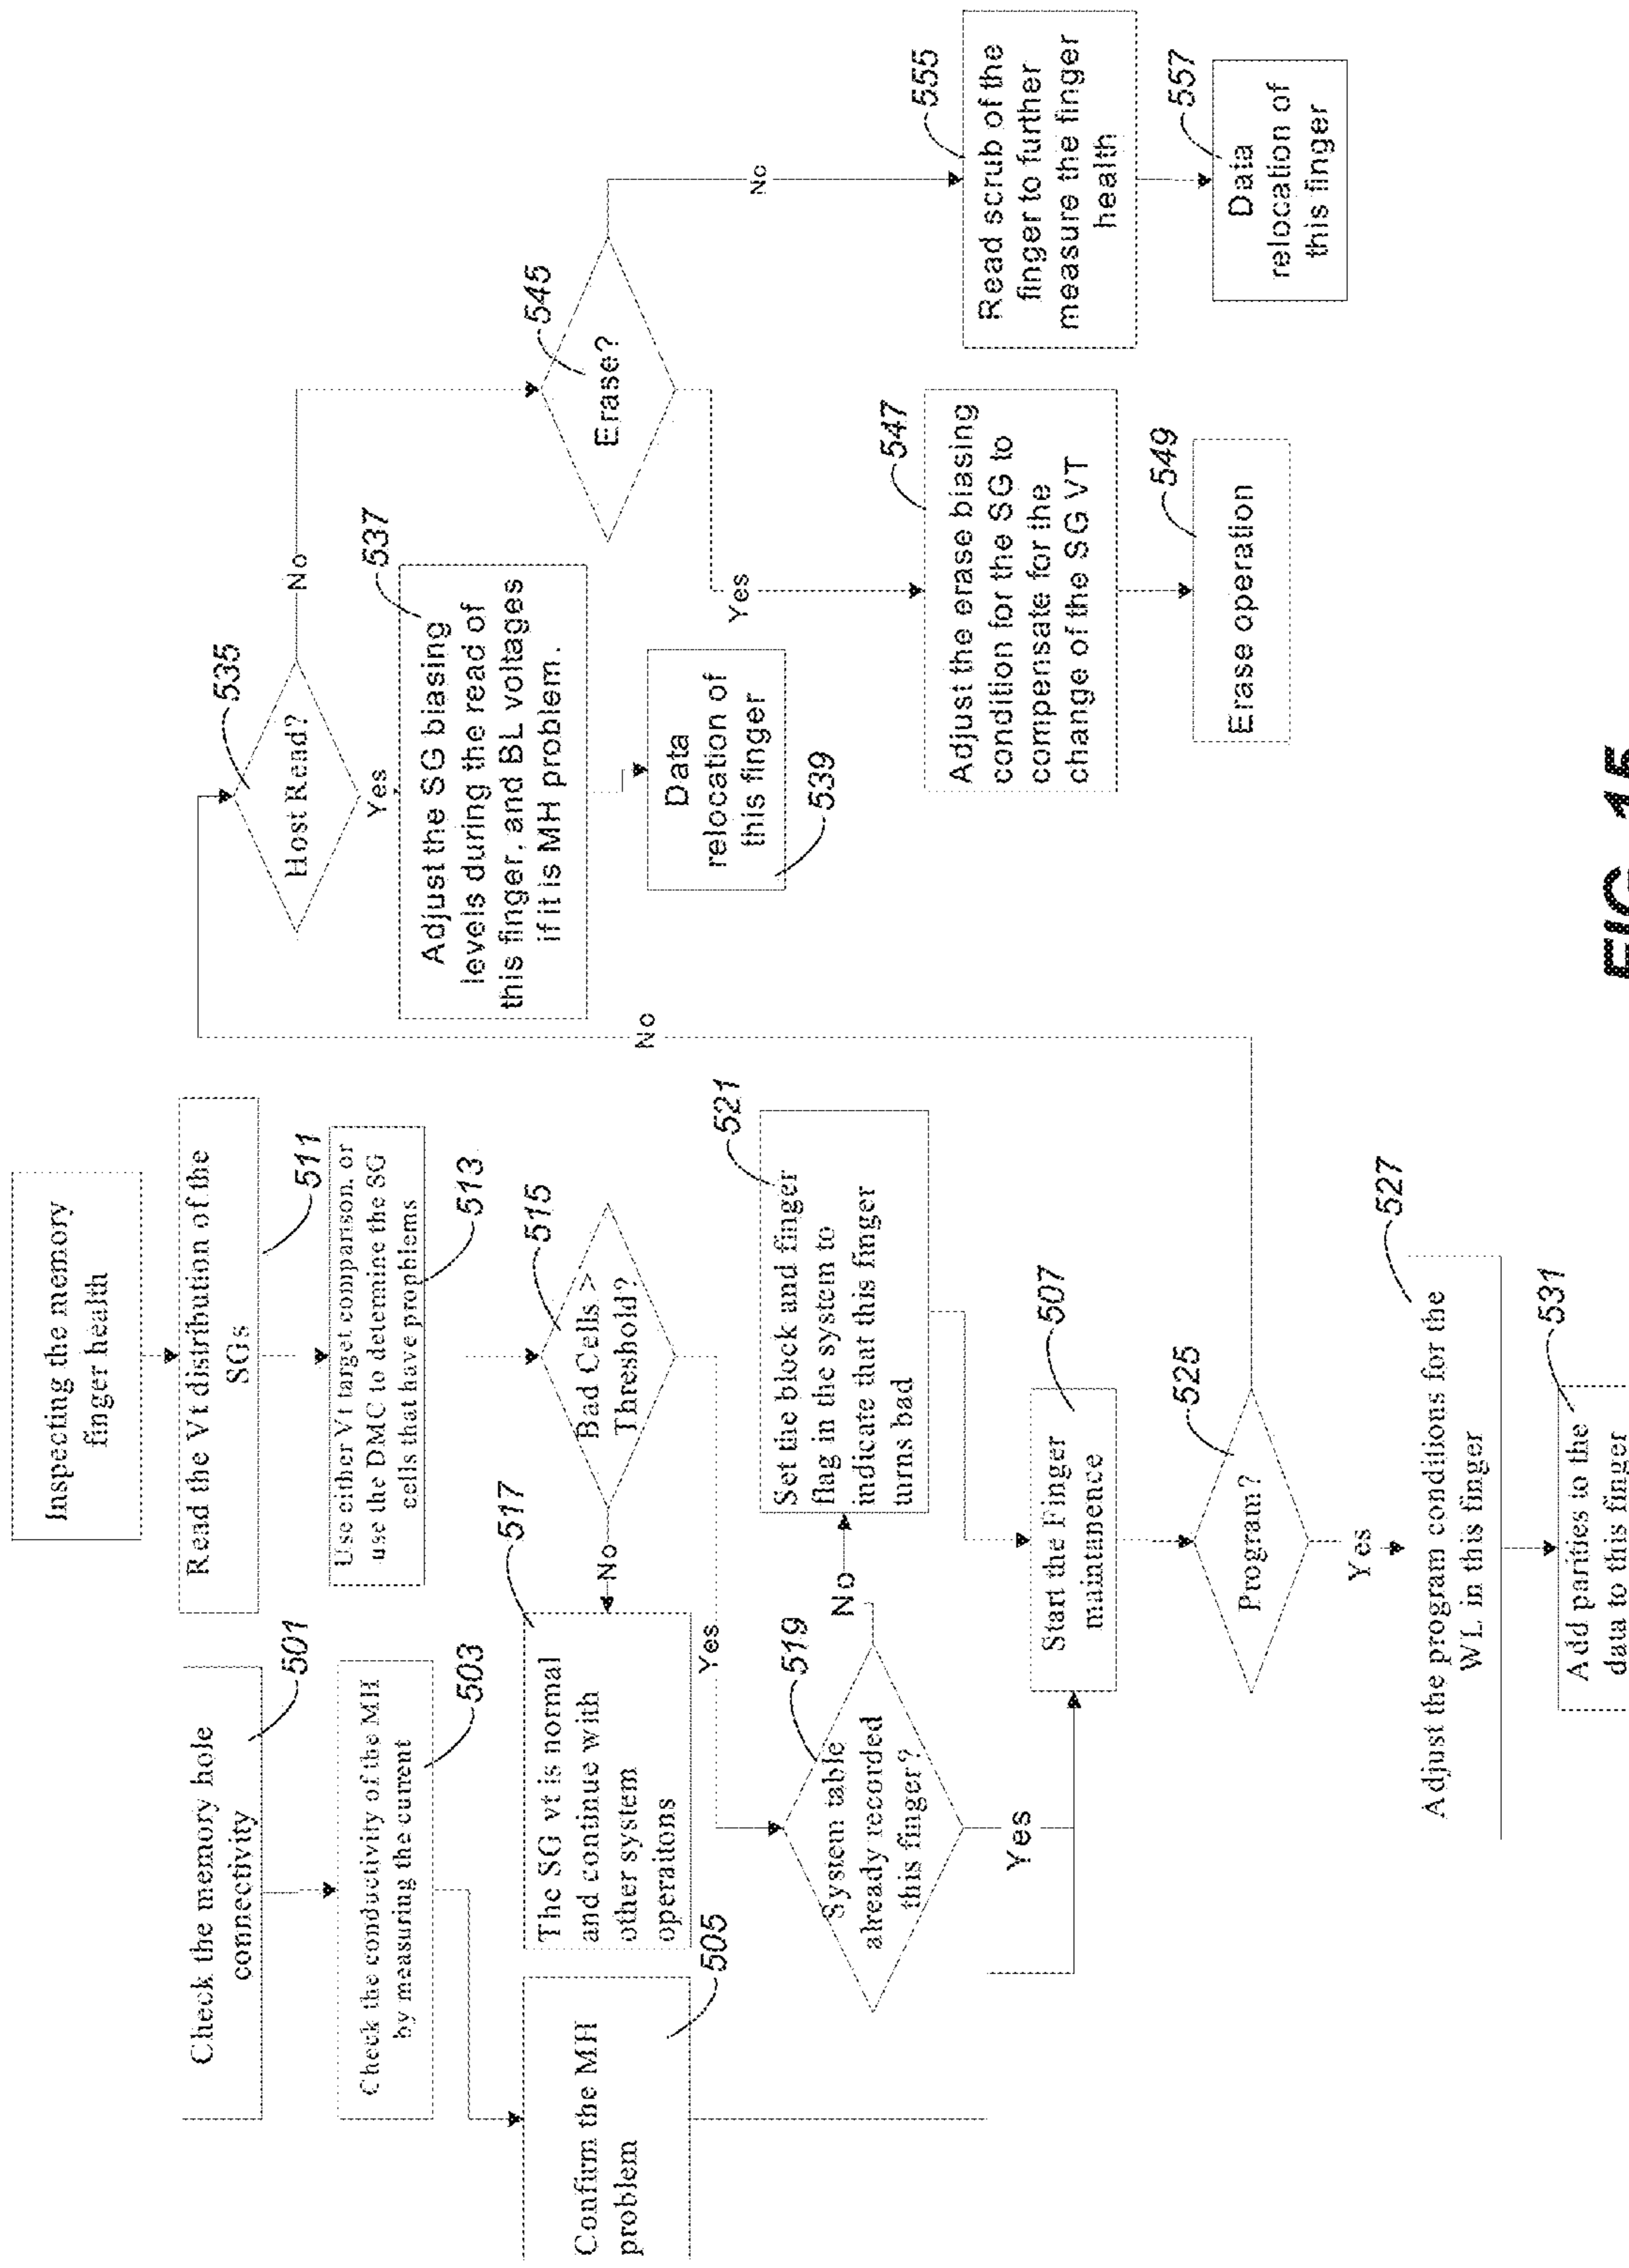 Inspecting the memory
finger health
Check the memory hole
connectivity
501
Read the Vt distribution of the
SGs
511
Check the conductivity of the MH
by measuring the current
503
Use either Vt target comparison, or
use the DMC to determine the SG
cells that have problems
513
Confirm the MH
problem
505
The SG vt is normal
and continue with
other system
operaitons
517
No
Bad Cells >
Threshold?
515
Yes
System table
already recorded
this finger?
519
No
Set the block and finger
flag in the system to
indicate that this finger
turns bad
521
Yes
Start the Finger
maintanence
507
Program?
525
No
Yes
Adjust the program conditions for the
WL in this finger
527
Add parities to the
data to this finger
531
Host Read?
535
No
Yes
Adjust the SG biasing
levels during the read of
this finger, and BL voltages
if it is MH problem.
537
Data
relocation of
this finger
539
Erase?
545
No
Yes
Adjust the erase biasing
condition for the SG to
compensate for the
change of the SG VT
547
Erase operation
549
Read scrub of the
finger to further
measure the finger
health
555
Data
relocation of
this finger
557